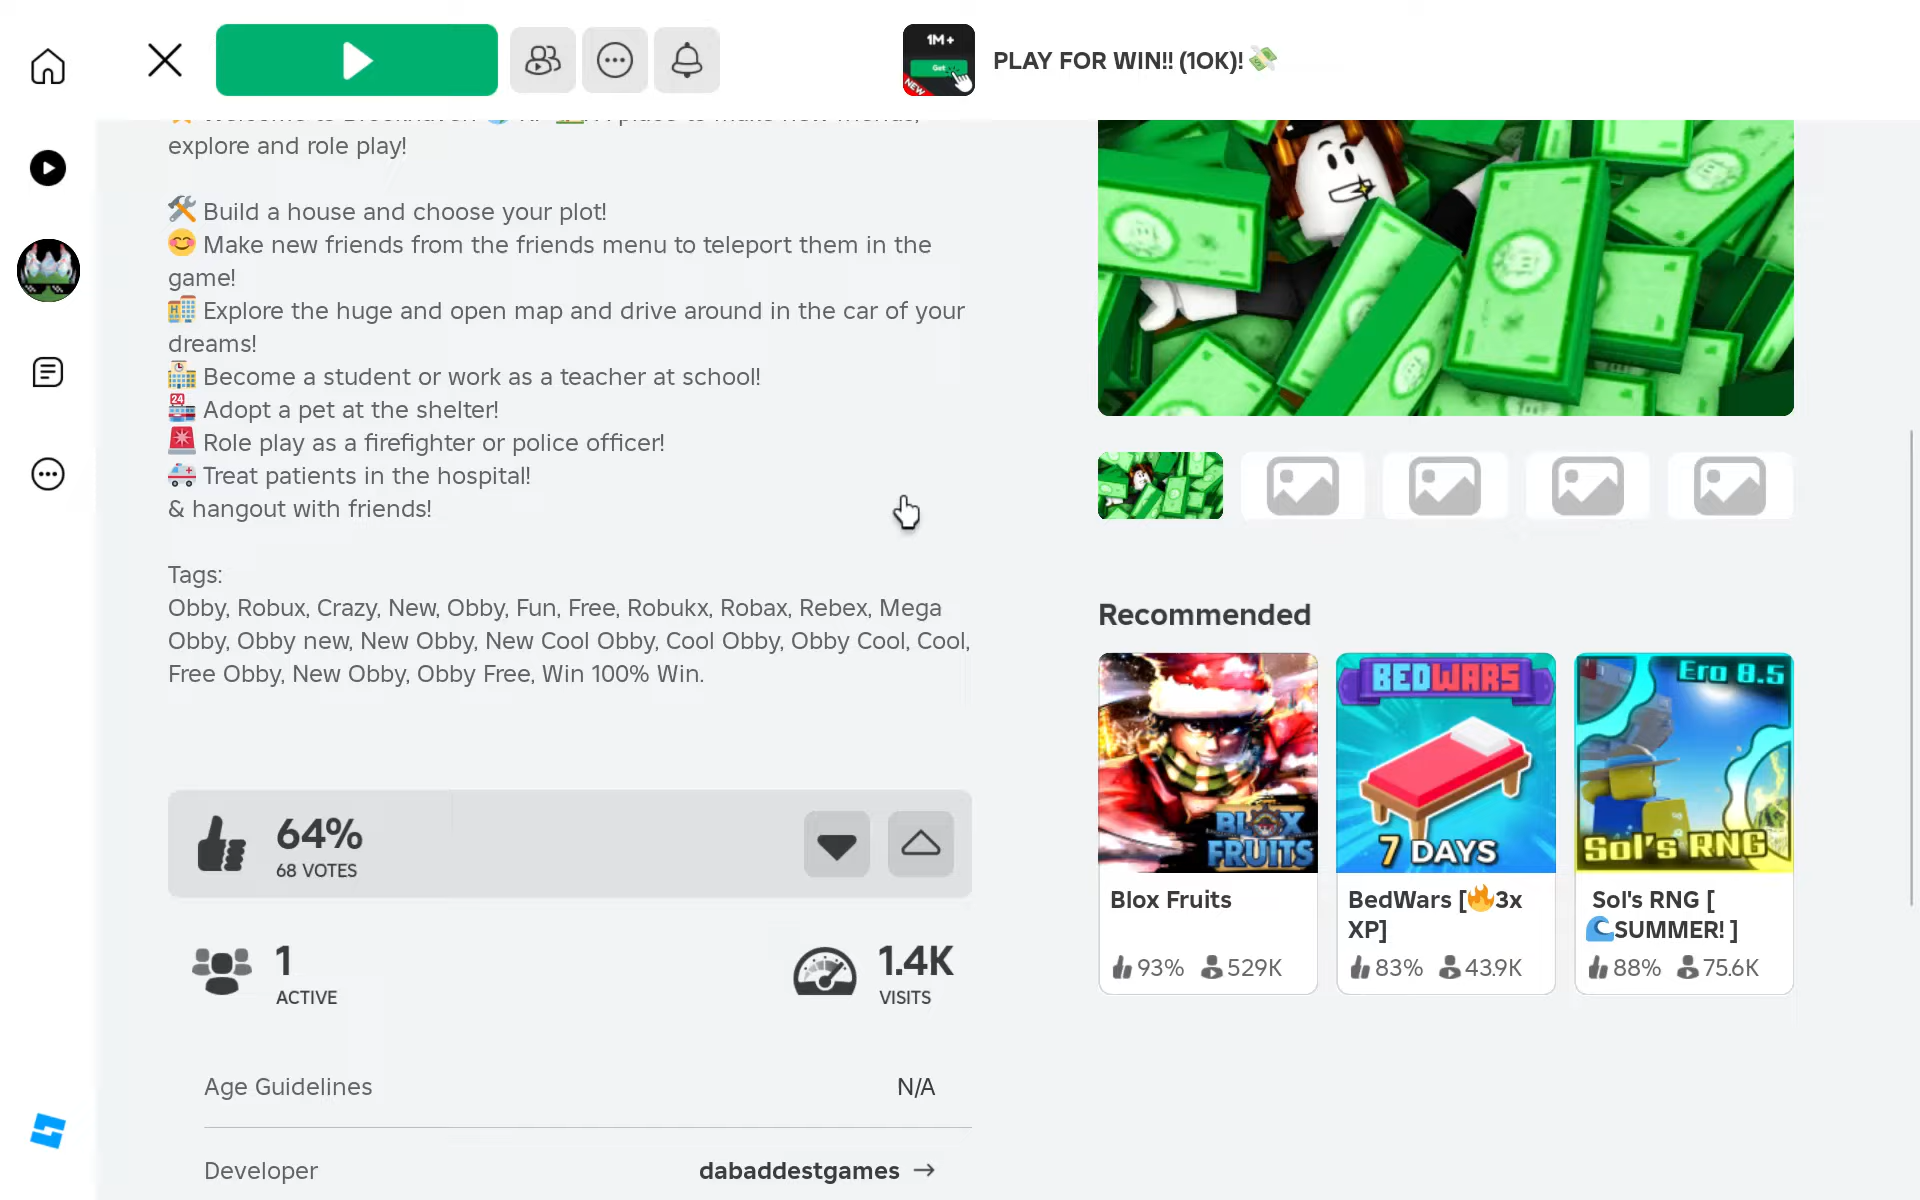 1M+
Get
NEW
PLAY FOR WIN!! (10K)! 💸
explore and role play!
🛠️ Build a house and choose your plot!
😊 Make new friends from the friends menu to teleport them in the
game!
🏨 Explore the huge and open map and drive around in the car of your
dreams!
🏫 Become a student or work as a teacher at school!
🏪 Adopt a pet at the shelter!
🚨 Role play as a firefighter or police officer!
🚑 Treat patients in the hospital!
& hangout with friends!
Tags:
Obby, Robux, Crazy, New, Obby, Fun, Free, Robukx, Robax, Rebex, Mega
Obby, Obby new, New Obby, New Cool Obby, Cool Obby, Obby Cool, Cool,
Free Obby, New Obby, Obby Free, Win 100% Win.
64%
68 VOTES
1
ACTIVE
1.4K
VISITS
Age Guidelines N/A
Developer dabaddestgames →
Recommended
BLOX
FRUITS
Blox Fruits
93% 529K
BEDWARS
7 DAYS
BedWars [🔥3x
XP]
83% 43.9K
Ero 8.5
Sol's RNG
Sol's RNG [
🌊SUMMER! ]
88% 75.6K